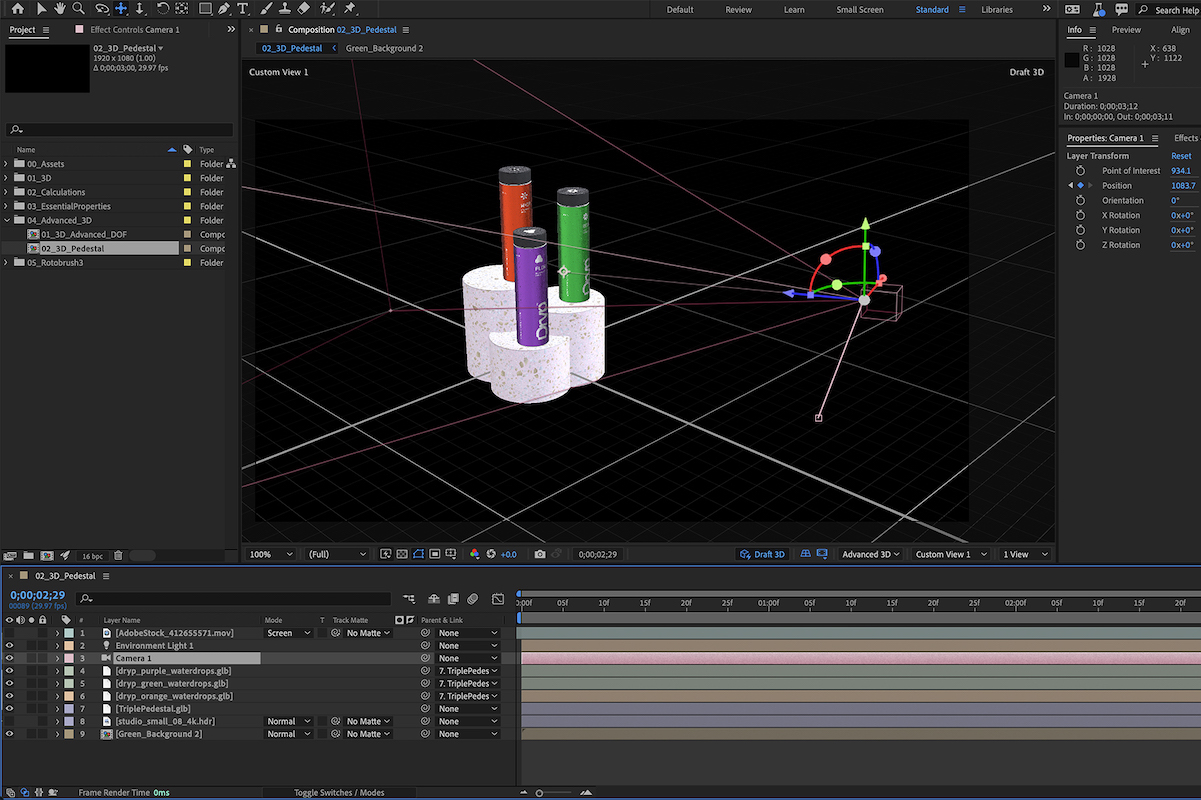 Default
Review
Learn
Small Screen
Standard
Libraries
Search Help
Project
Effect Controls Camera 1
02_3D_Pedestal
1920 x 1080 (1.00)
Δ 0;00;03;00, 29.97 fps
Name
Type
00_Assets Folder
01_3D Folder
02_Calculations Folder
03_EssentialProperties Folder
04_Advanced_3D Folder
01_3D_Advanced_DOF Compo
02_3D_Pedestal Compo
05_Rotobrush3 Folder
16 bpc
Composition 02_3D_Pedestal
02_3D_Pedestal
Green_Background 2
Custom View 1
Draft 3D
Dryp
100%
(Full)
+0.0
0;00;02;29
Draft 3D
Advanced 3D
Custom View 1
1 View
Info
Preview
Align
R : 1028
G : 1028
B : 1028
A : 1928
X : 638
Y : 1122
Camera 1
Duration: 0;00;03;12
In: 0;00;00;00, Out: 0;00;03;11
Properties: Camera 1
Effects
Layer Transform
Reset
Point of Interest 934.1
Position 1083.7
Orientation 0°
X Rotation 0x+0°
Y Rotation 0x+0°
Z Rotation 0x+0°
02_3D_Pedestal
0;00;02;29
00089 (29.97 fps)
# Layer Name Mode T Track Matte Parent & Link
1 [AdobeStock_412655571.mov] Screen No Matte None
2 Environment Light 1 None
3 Camera 1 None
4 [dryp_purple_waterdrops.glb] 7. TriplePedes
5 [dryp_green_waterdrops.glb] 7. TriplePedes
6 [dryp_orange_waterdrops.glb] 7. TriplePedes
7 [TriplePedestal.glb] None
8 [studio_small_08_4k.hdr] Normal No Matte None
9 [Green_Background 2] Normal No Matte None
0:00f 05f 10f 15f 20f 25f 01:00f 05f 10f 15f 20f 25f 02:00f 05f 10f 15f 20f
Frame Render Time 0ms
Toggle Switches / Modes